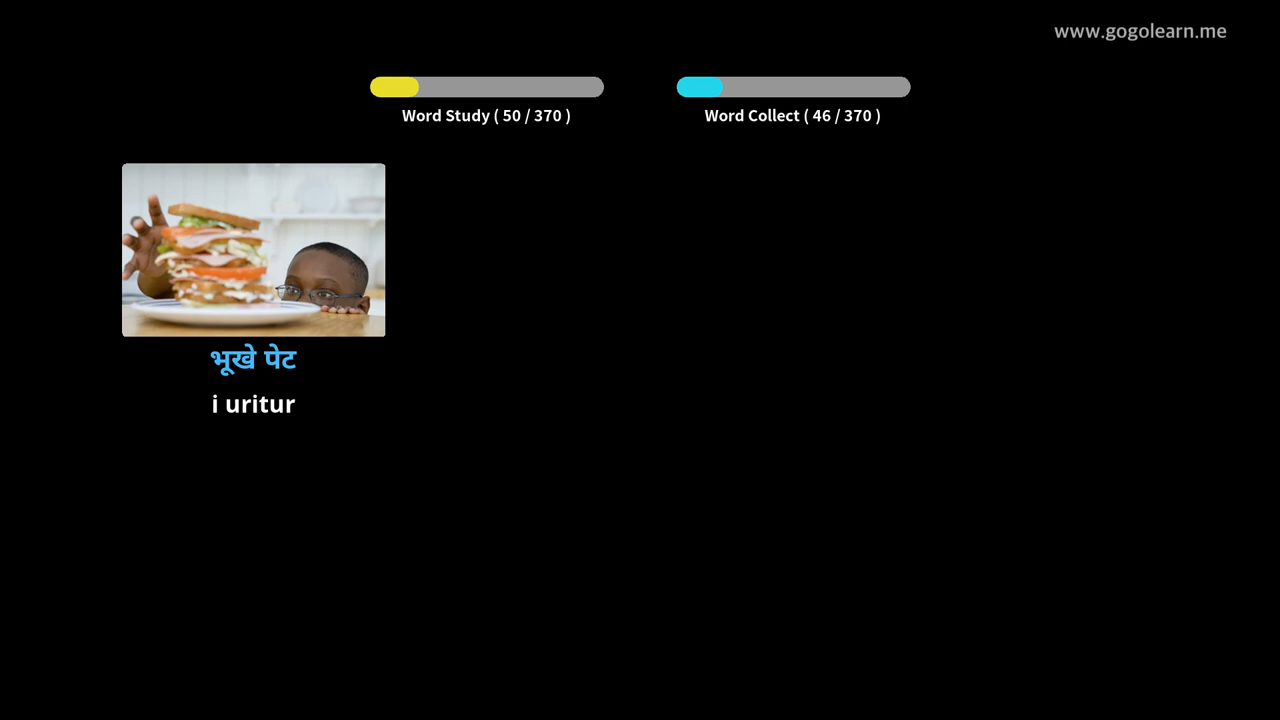 www.gogolearn.me
Word Study ( 50 / 370 )
Word Collect ( 46 / 370 )
भूखे पेट
i uritur